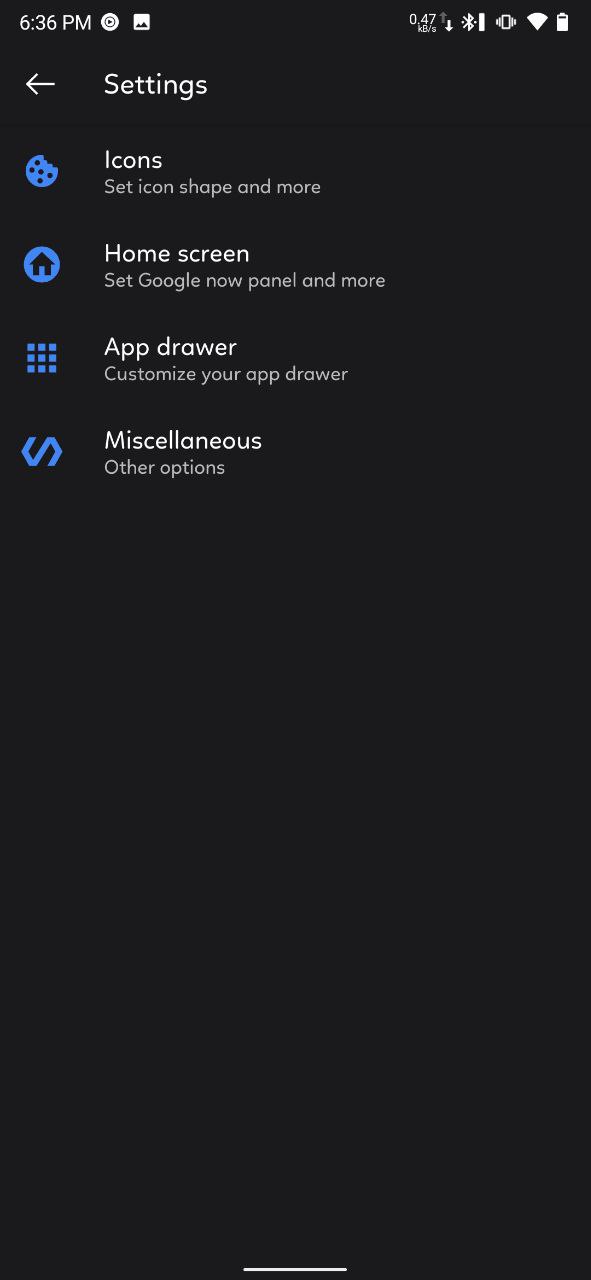 6:36 PM
0.47
kB/s
Settings
Icons
Set icon shape and more
Home screen
Set Google now panel and more
App drawer
Customize your app drawer
Miscellaneous
Other options